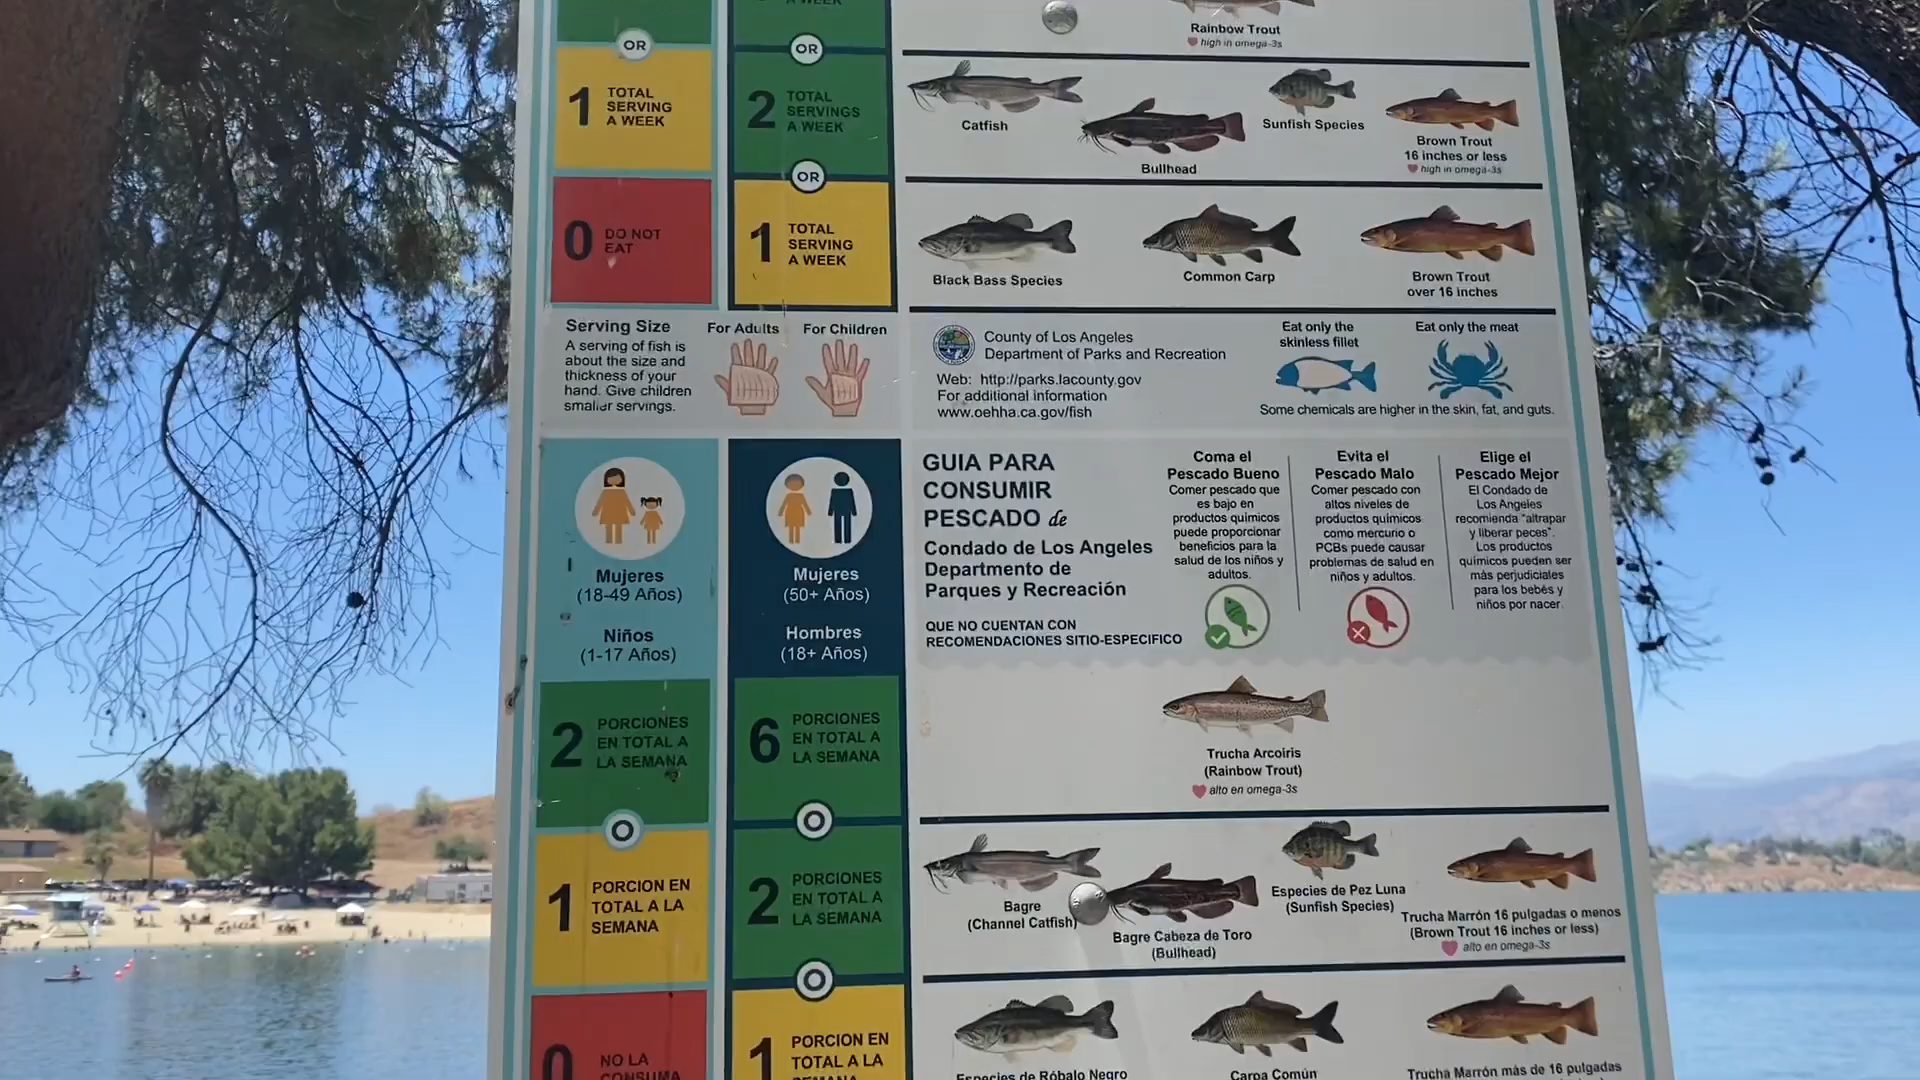 A WEEK
Rainbow Trout
high in omega-3s
OR
OR
1 TOTAL
SERVING
A WEEK
2 TOTAL
SERVINGS
A WEEK
Catfish
Bullhead
Sunfish Species
Brown Trout
16 inches or less
high in omega-3s
OR
0 DO NOT
EAT
1 TOTAL
SERVING
A WEEK
Black Bass Species
Common Carp
Brown Trout
over 16 inches
Serving Size
A serving of fish is
about the size and
thickness of your
hand. Give children
smaller servings.
For Adults
For Children
County of Los Angeles
Department of Parks and Recreation
Web: http://parks.lacounty.gov
For additional information
www.oehha.ca.gov/fish
Eat only the
skinless fillet
Eat only the meat
Some chemicals are higher in the skin, fat, and guts.
Mujeres
(18-49 Años)
Niños
(1-17 Años)
Mujeres
(50+ Años)
Hombres
(18+ Años)
GUIA PARA
CONSUMIR
PESCADO de
Condado de Los Angeles
Departmento de
Parques y Recreación
QUE NO CUENTAN CON
RECOMENDACIONES SITIO-ESPECIFICO
Coma el
Pescado Bueno
Comer pescado que
es bajo en
productos químicos
puede proporcionar
beneficios para la
salud de los niños y
adultos.
Evita el
Pescado Malo
Comer pescado con
altos niveles de
productos químicos
como mercurio o
PCBs puede causar
problemas de salud en
niños y adultos.
Elige el
Pescado Mejor
El Condado de
Los Angeles
recomienda "altrapar
y liberar peces".
Los productos
químicos pueden ser
más perjudiciales
para los bebés y
niños por nacer.
2 PORCIONES
EN TOTAL A
LA SEMANA
6 PORCIONES
EN TOTAL A
LA SEMANA
Trucha Arcoiris
(Rainbow Trout)
alto en omega-3s
O
O
1 PORCION EN
TOTAL A LA
SEMANA
2 PORCIONES
EN TOTAL A
LA SEMANA
Bagre
(Channel Catfish)
Bagre Cabeza de Toro
(Bullhead)
Especies de Pez Luna
(Sunfish Species)
Trucha Marrón 16 pulgadas o menos
(Brown Trout 16 inches or less)
alto en omega-3s
O
0 NO LA
CONSUMA
1 PORCION EN
TOTAL A LA
SEMANA
Especies de Róbalo Negro
Carpa Común
Trucha Marrón más de 16 pulgadas